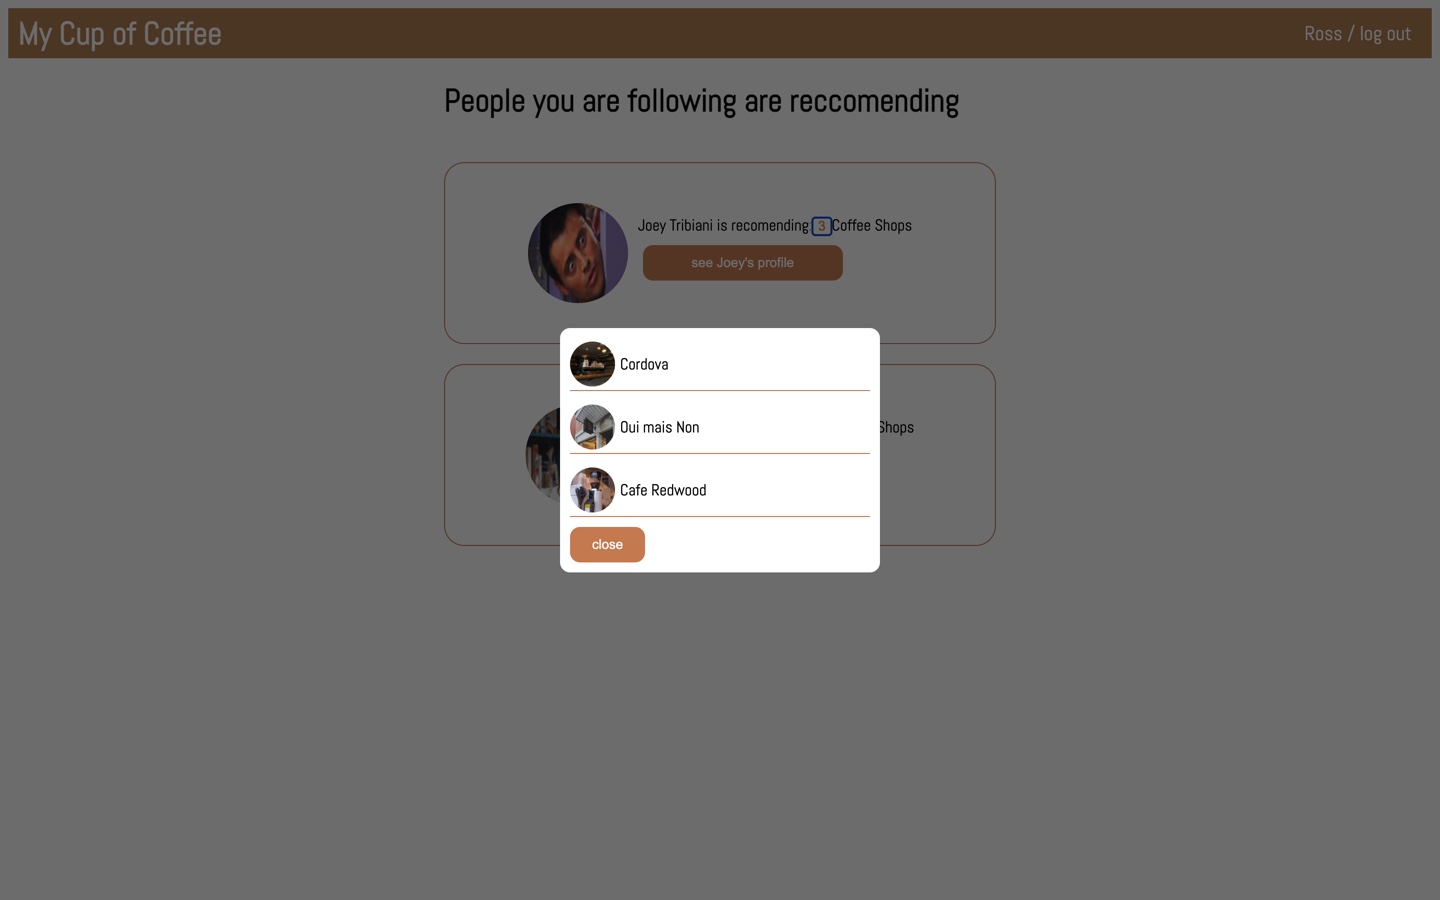 My Cup of Coffee
Ross / log out
People you are following are reccomending
Joey Tribiani is recomending: 3 Coffee Shops
see Joey's profile
Cordova
Oui mais Non
Shops
Cafe Redwood
close